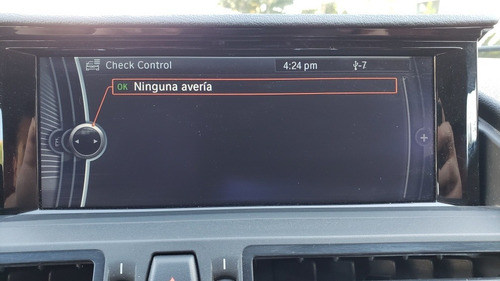 Check Control
4:24 pm
-7
OK Ninguna avería
E
+